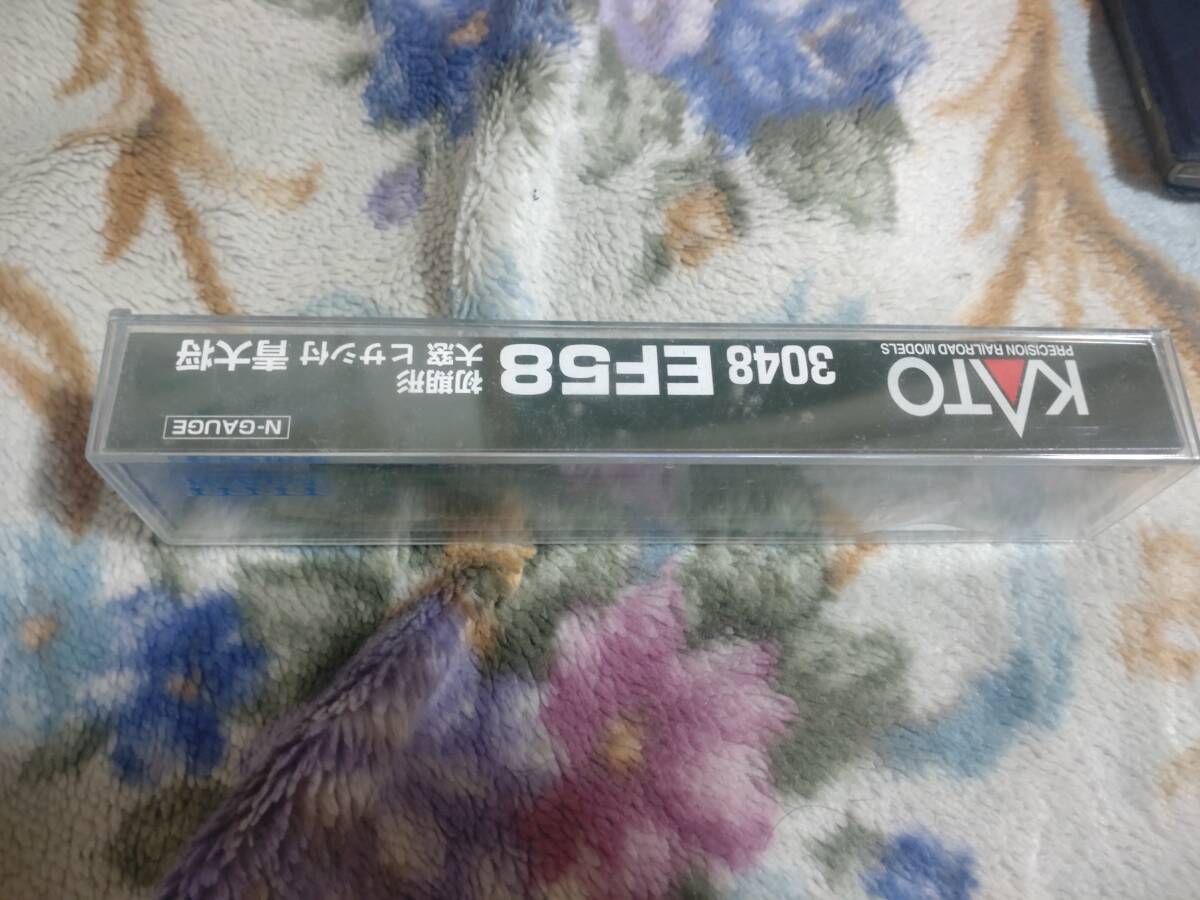 KATO
PRECISION RAILROAD MODELS
3048 EF58
初期形
大窓 ヒサシ付 青大将
N-GAUGE